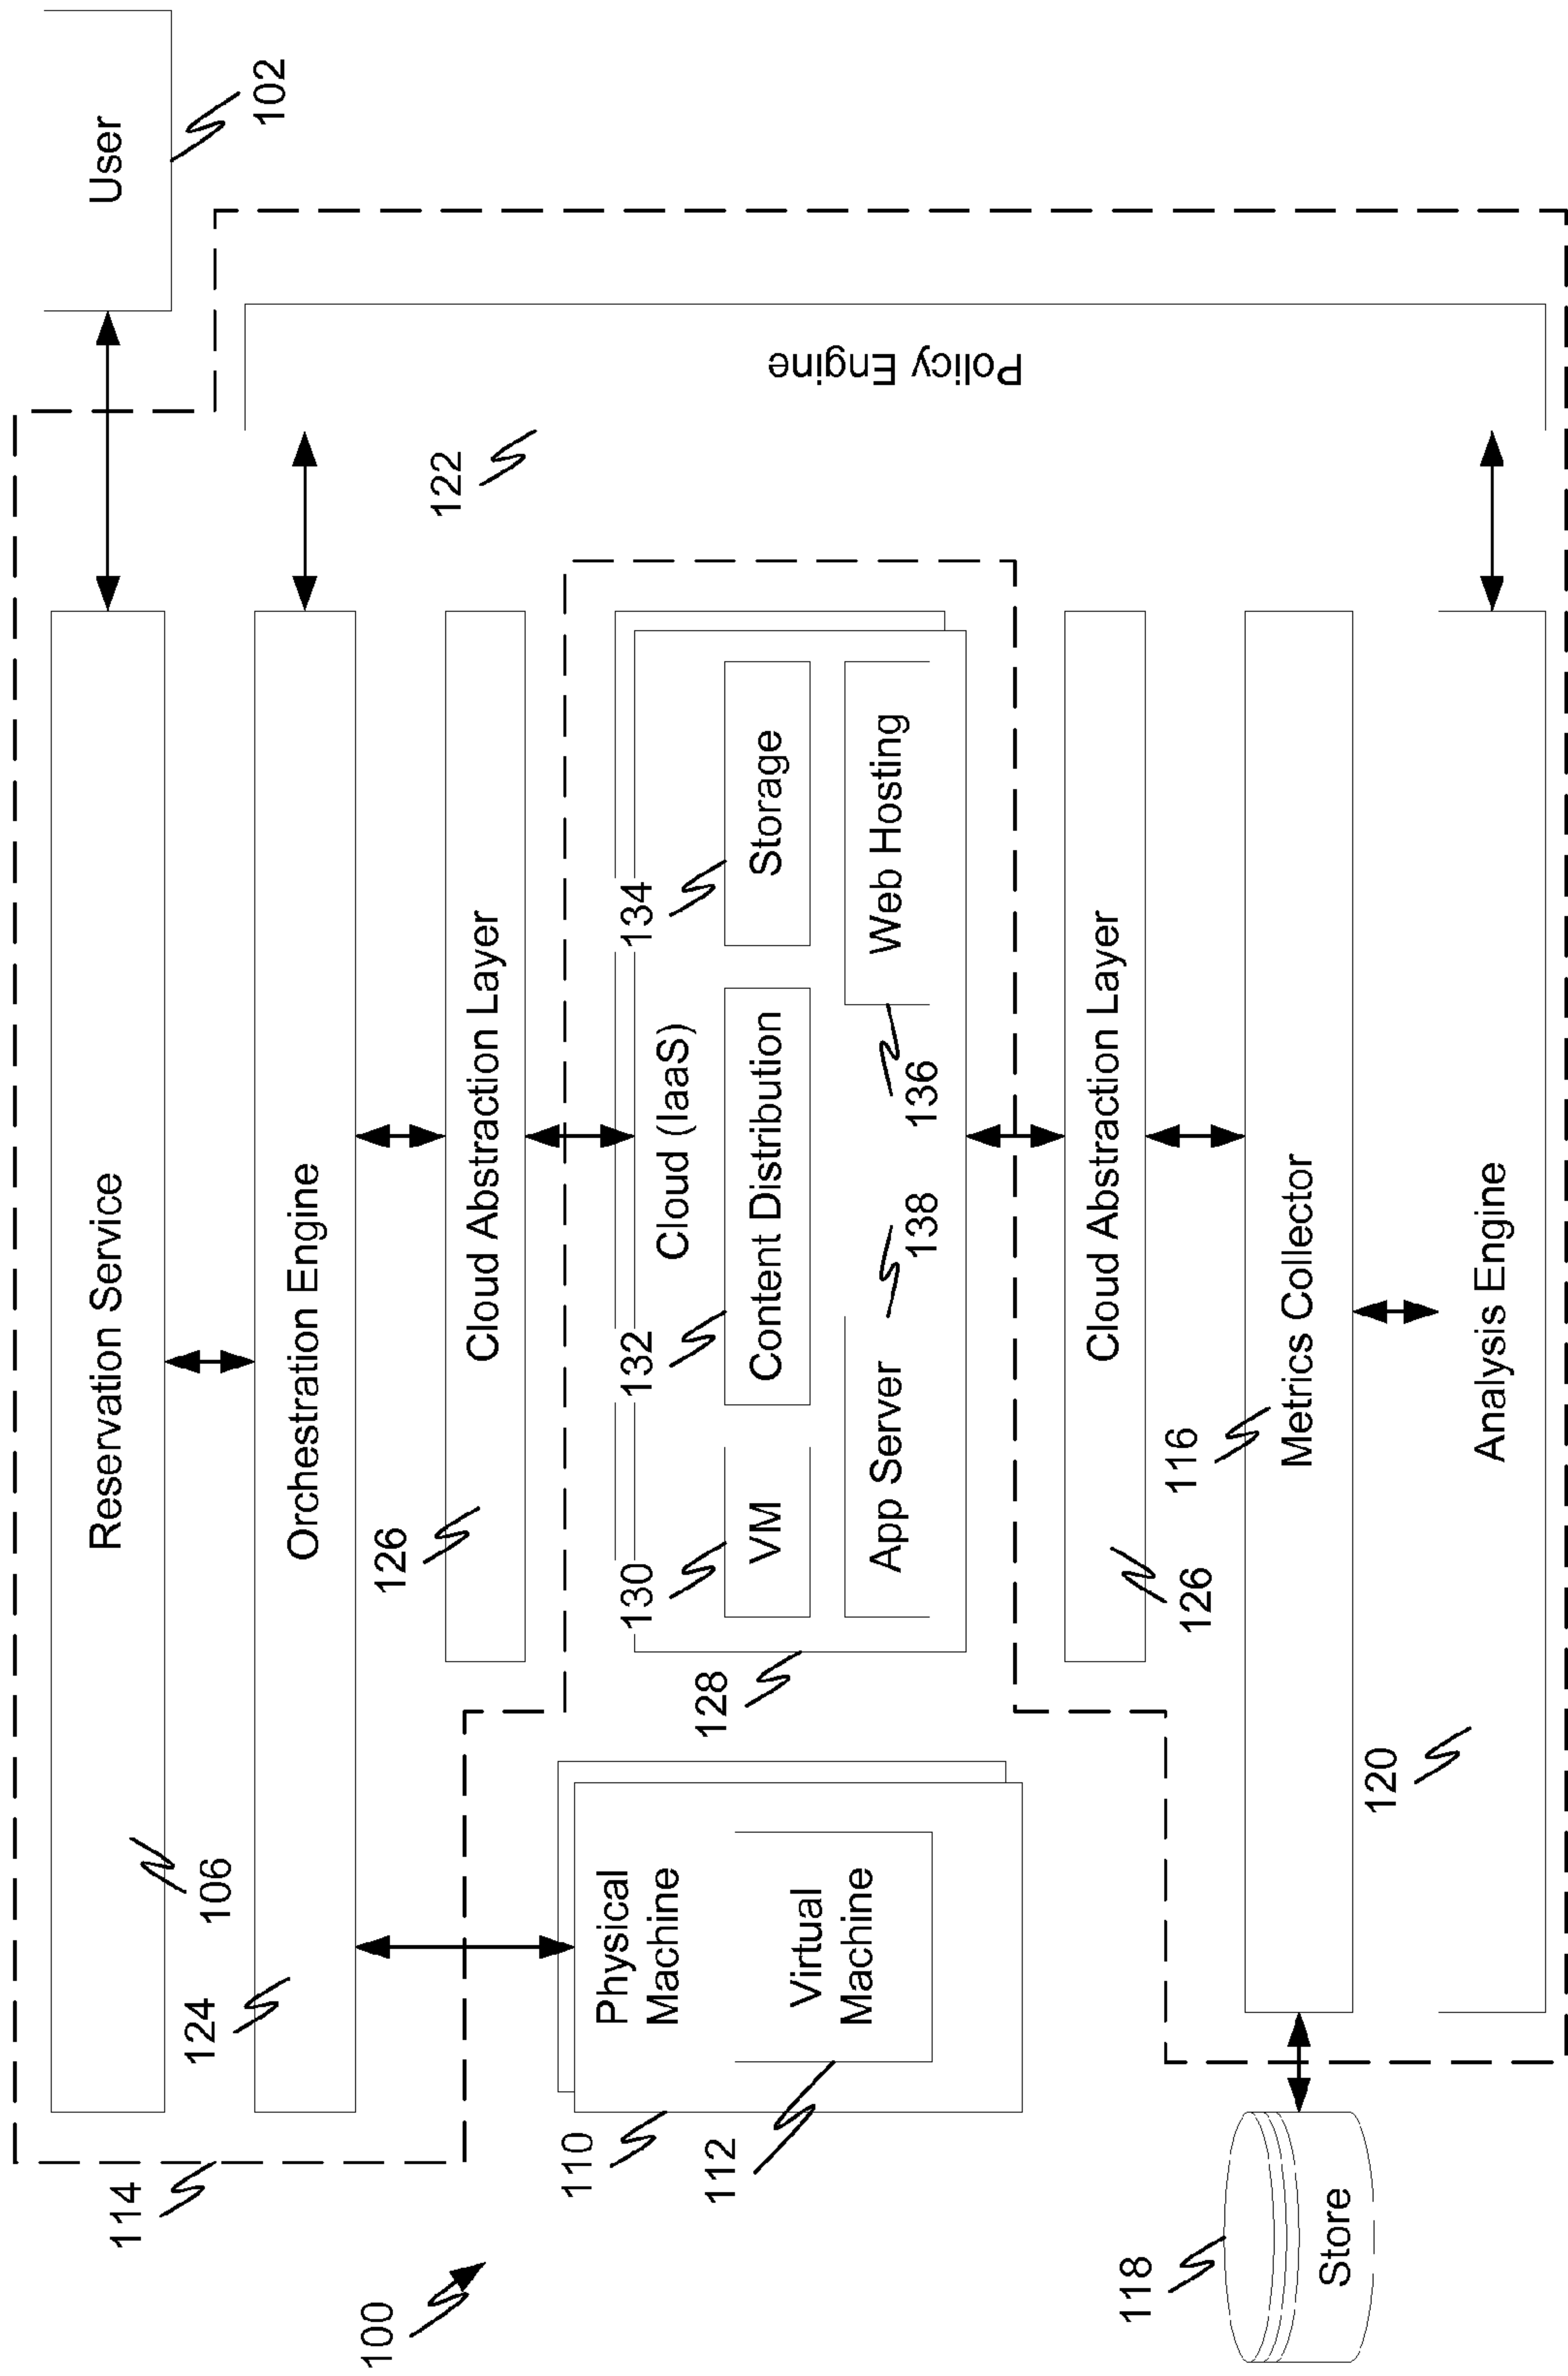 User
102
Reservation Service
106
114
Orchestration Engine
124
122
Policy Engine
Cloud Abstraction Layer
126
100
Physical
Machine
110
Virtual
Machine
112
Cloud (IaaS)
128
130
VM
132
Content Distribution
134
Storage
App Server
138
136
Web Hosting
Cloud Abstraction Layer
126
116
Metrics Collector
118
Store
120
Analysis Engine